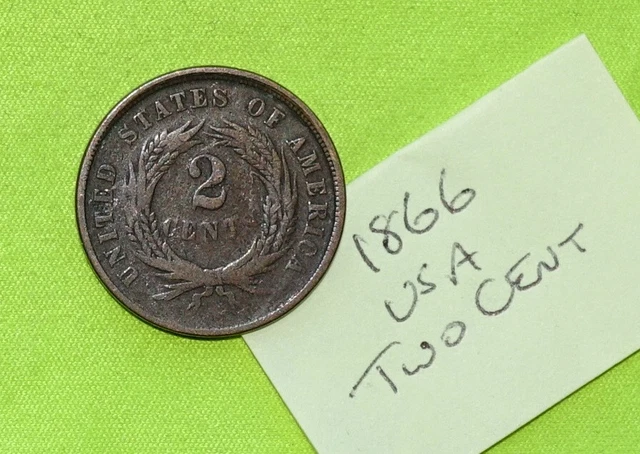 UNITED STATES OF AMERICA
2
CENTS
1866
USA
TWO CENT